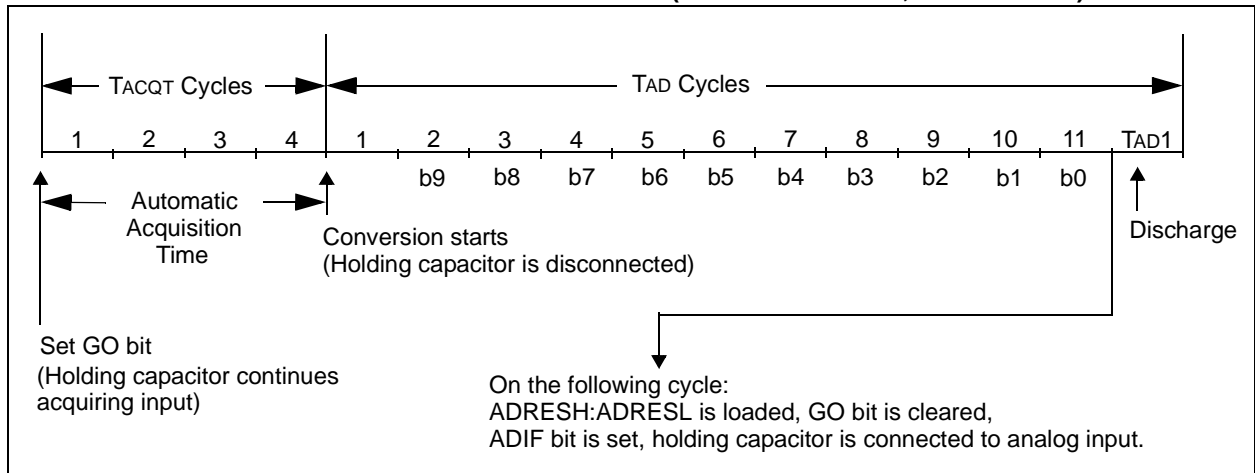 TACQT Cycles
TAD Cycles
1 2 3 4 1 2 3 4 5 6 7 8 9 10 11 TAD1
b9 b8 b7 b6 b5 b4 b3 b2 b1 b0
Automatic
Acquisition
Time
Conversion starts
(Holding capacitor is disconnected)
Discharge
Set GO bit
(Holding capacitor continues
acquiring input)
On the following cycle:
ADRESH:ADRESL is loaded, GO bit is cleared,
ADIF bit is set, holding capacitor is connected to analog input.